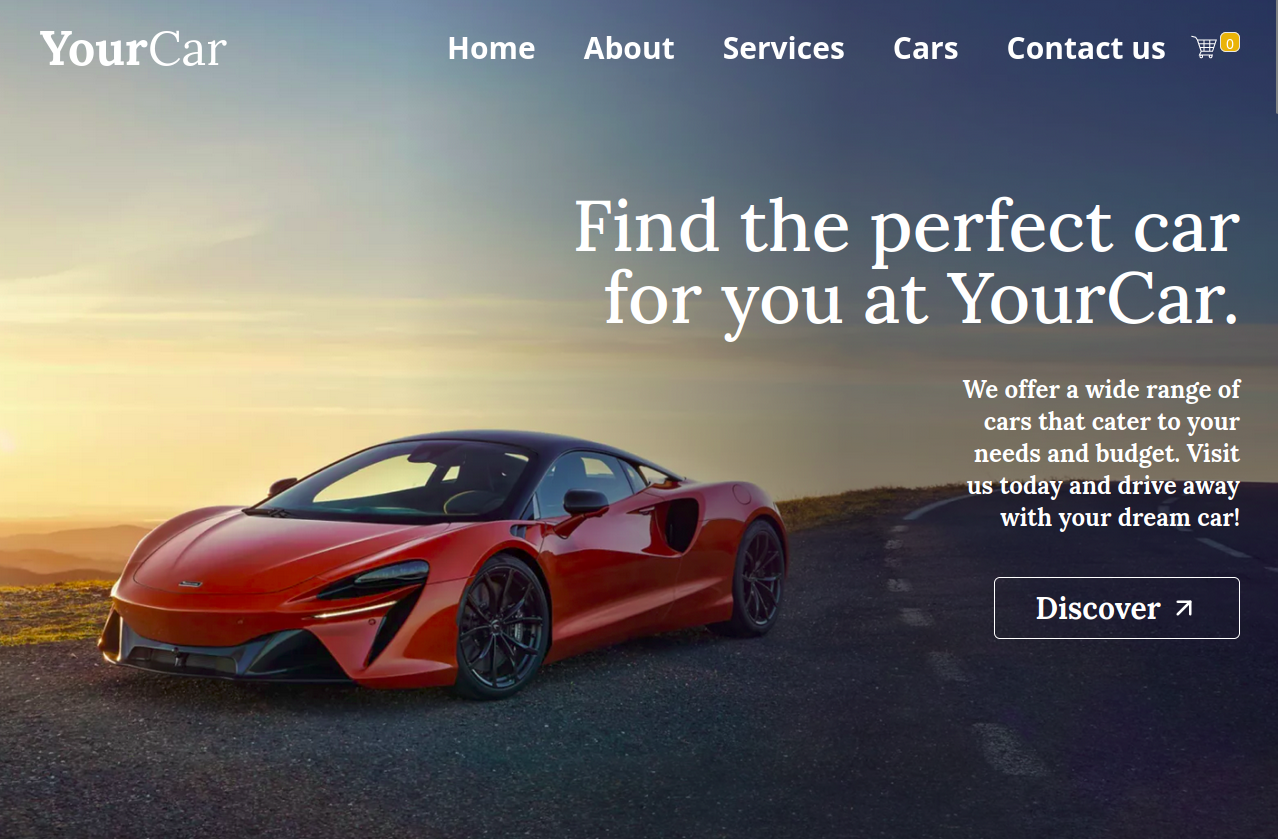 YourCar
Home About Services Cars Contact us 0
Find the perfect car
for you at YourCar.
We offer a wide range of
cars that cater to your
needs and budget. Visit
us today and drive away
with your dream car!
Discover